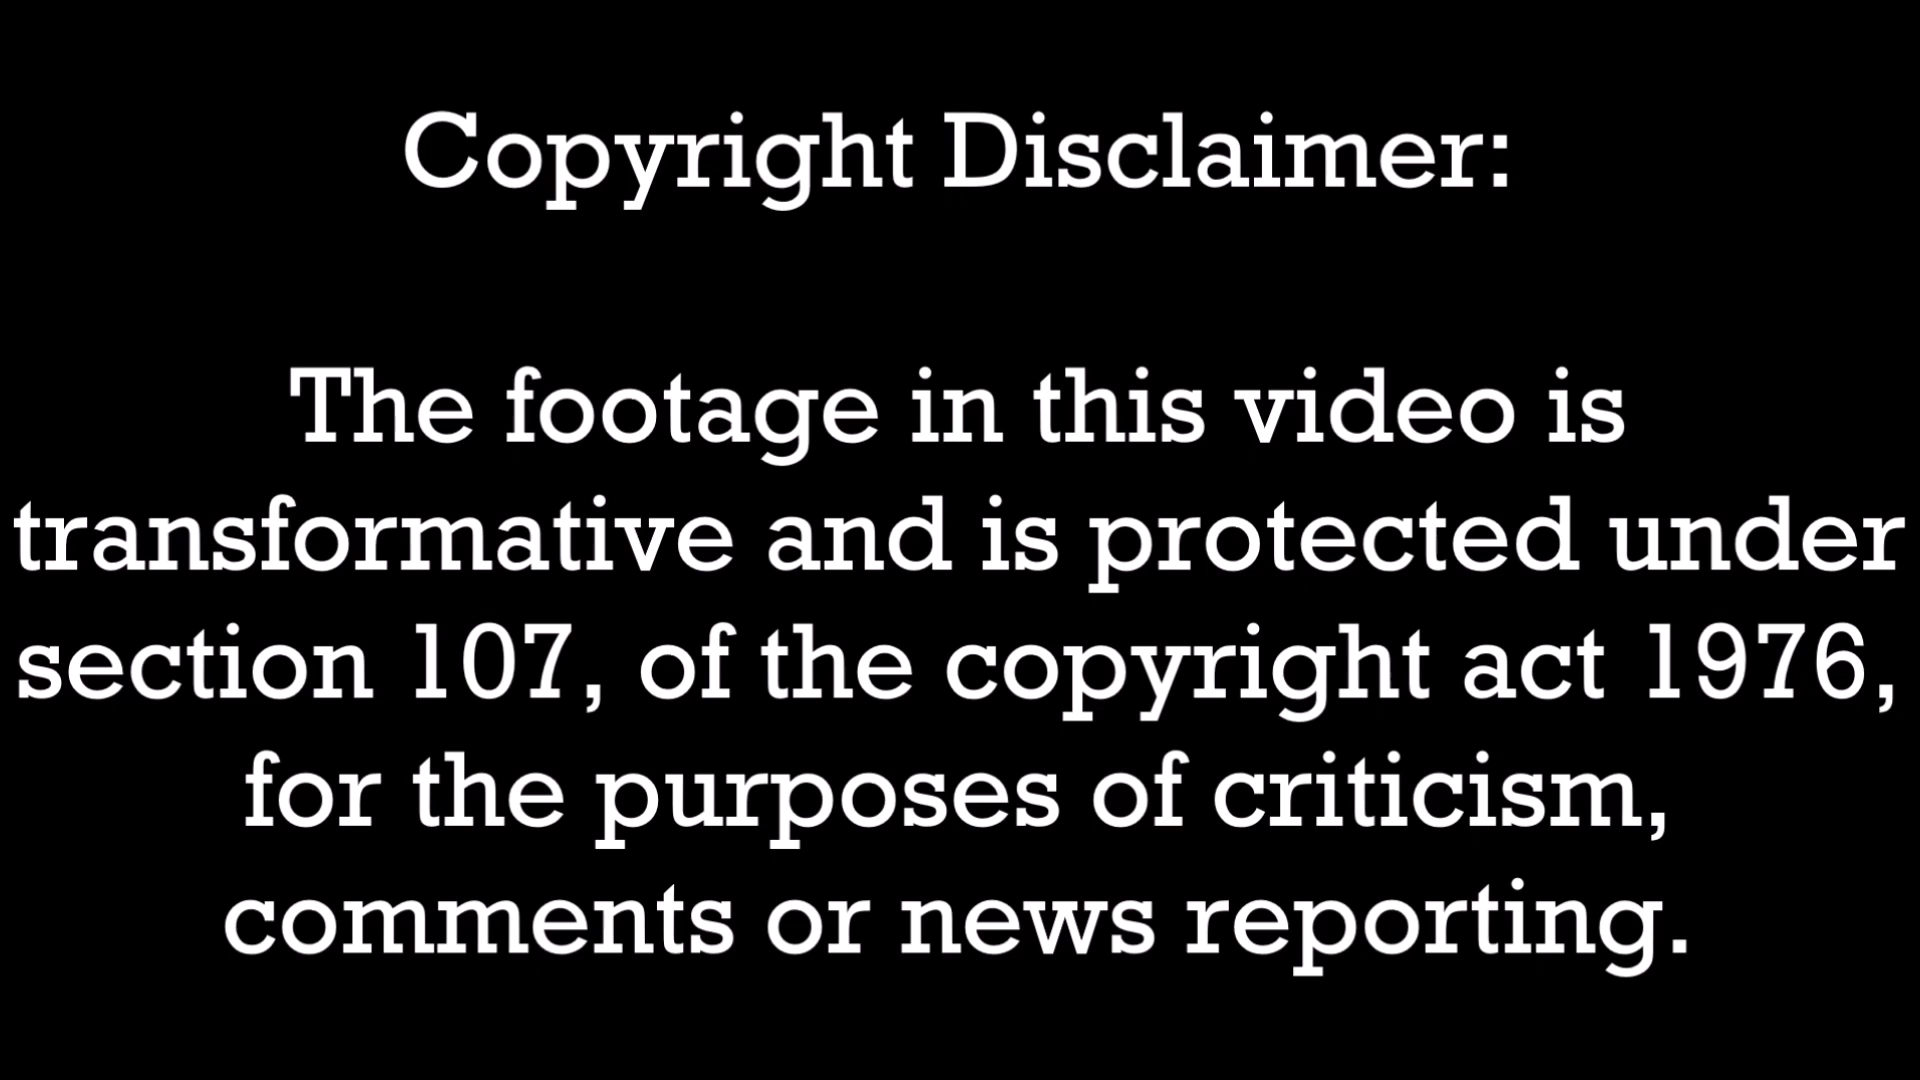 Copyright Disclaimer:
The footage in this video is
transformative and is protected under
section 107, of the copyright act 1976,
for the purposes of criticism,
comments or news reporting.